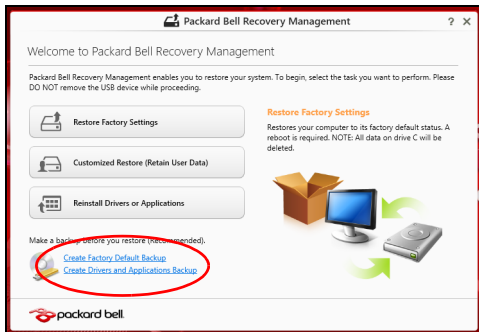 Packard Bell Recovery Management
? X
Welcome to Packard Bell Recovery Management
Packard Bell Recovery Management enables you to restore your system. To begin, select the task you want to perform. Please
DO NOT remove the USB device while proceeding.
Restore Factory Settings
Customized Restore (Retain User Data)
Reinstall Drivers or Applications
Restore Factory Settings
Restores your computer to its factory default status. A
reboot is required. NOTE: All data on drive C will be
deleted.
Make a backup before you restore (Recommended).
Create Factory Default Backup
Create Drivers and Applications Backup
packard bell